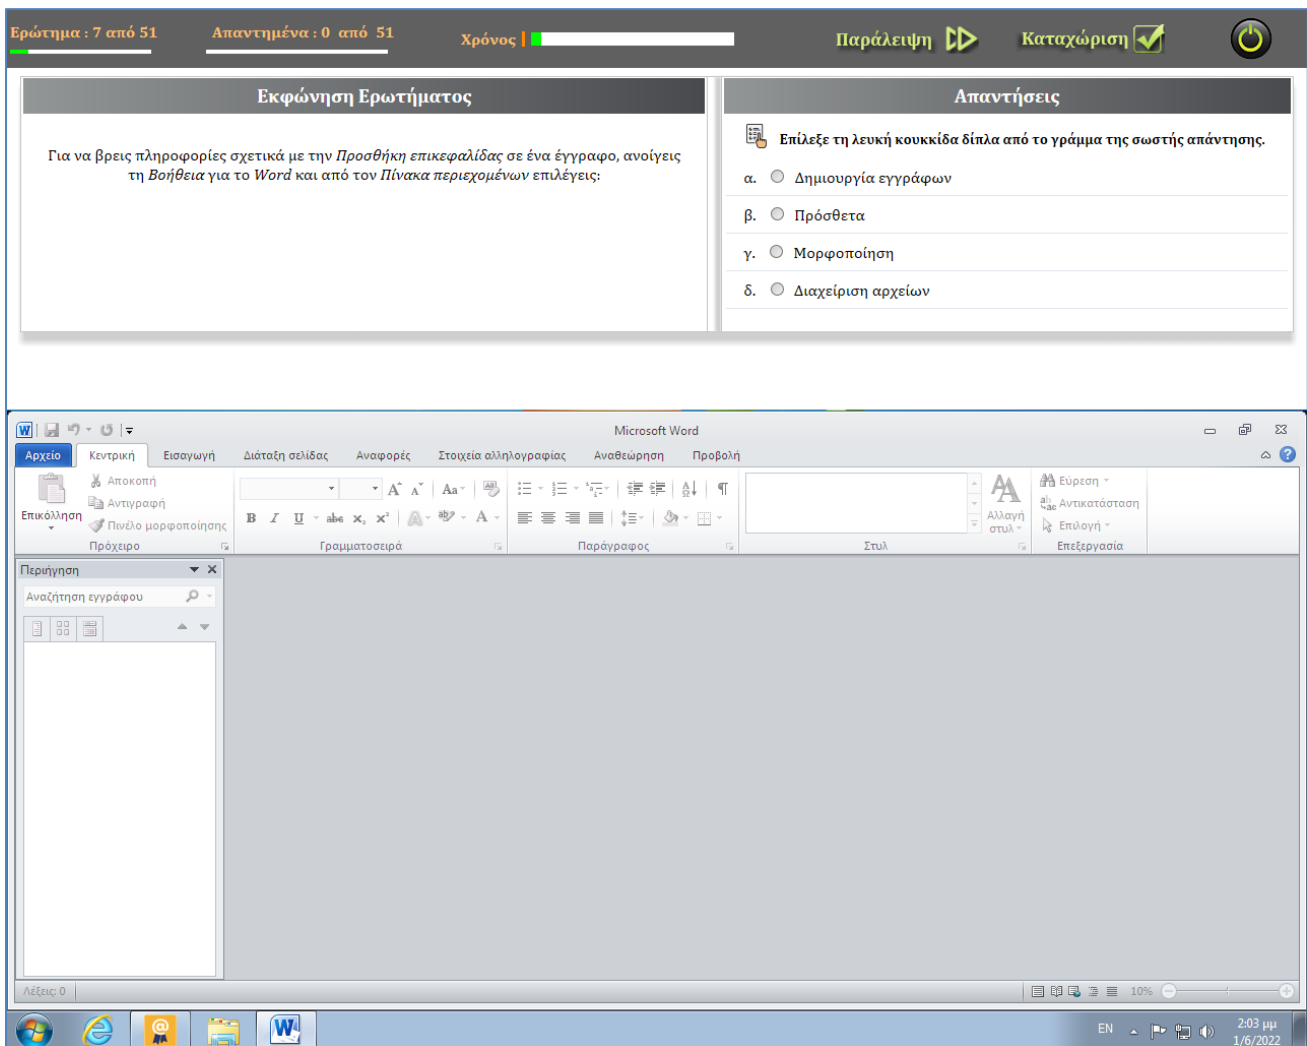 Ερώτημα : 7 από 51
Απαντημένα : 0 από 51
Χρόνος
Παράλειψη
Καταχώριση
Εκφώνηση Ερωτήματος
Για να βρεις πληροφορίες σχετικά με την Προσθήκη επικεφαλίδας σε ένα έγγραφο, ανοίγεις
τη Βοήθεια για το Word και από τον Πίνακα περιεχομένων επιλέγεις:
Απαντήσεις
Επίλεξε τη λευκή κουκκίδα δίπλα από το γράμμα της σωστής απάντησης.
α. Δημιουργία εγγράφων
β. Πρόσθετα
γ. Μορφοποίηση
δ. Διαχείριση αρχείων
Microsoft Word
Αρχείο Κεντρική Εισαγωγή Διάταξη σελίδας Αναφορές Στοιχεία αλληλογραφίας Αναθεώρηση Προβολή
Επικόλληση
Αποκοπή
Αντιγραφή
Πινέλο μορφοποίησης
Πρόχειρο
Γραμματοσειρά
Παράγραφος
Αλλαγή
στυλ
Στυλ
Εύρεση
Αντικατάσταση
Επιλογή
Επεξεργασία
Περιήγηση
Αναζήτηση εγγράφου
Λέξεις: 0
10%
EN
2:03 μμ
1/6/2022